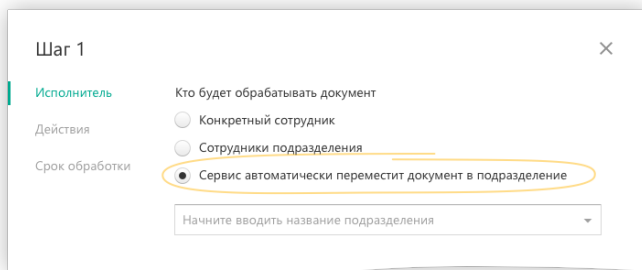 Шаг 1
Исполнитель
Действия
Срок обработки
Кто будет обрабатывать документ
Конкретный сотрудник
Сотрудники подразделения
Сервис автоматически переместит документ в подразделение
Начните вводить название подразделения